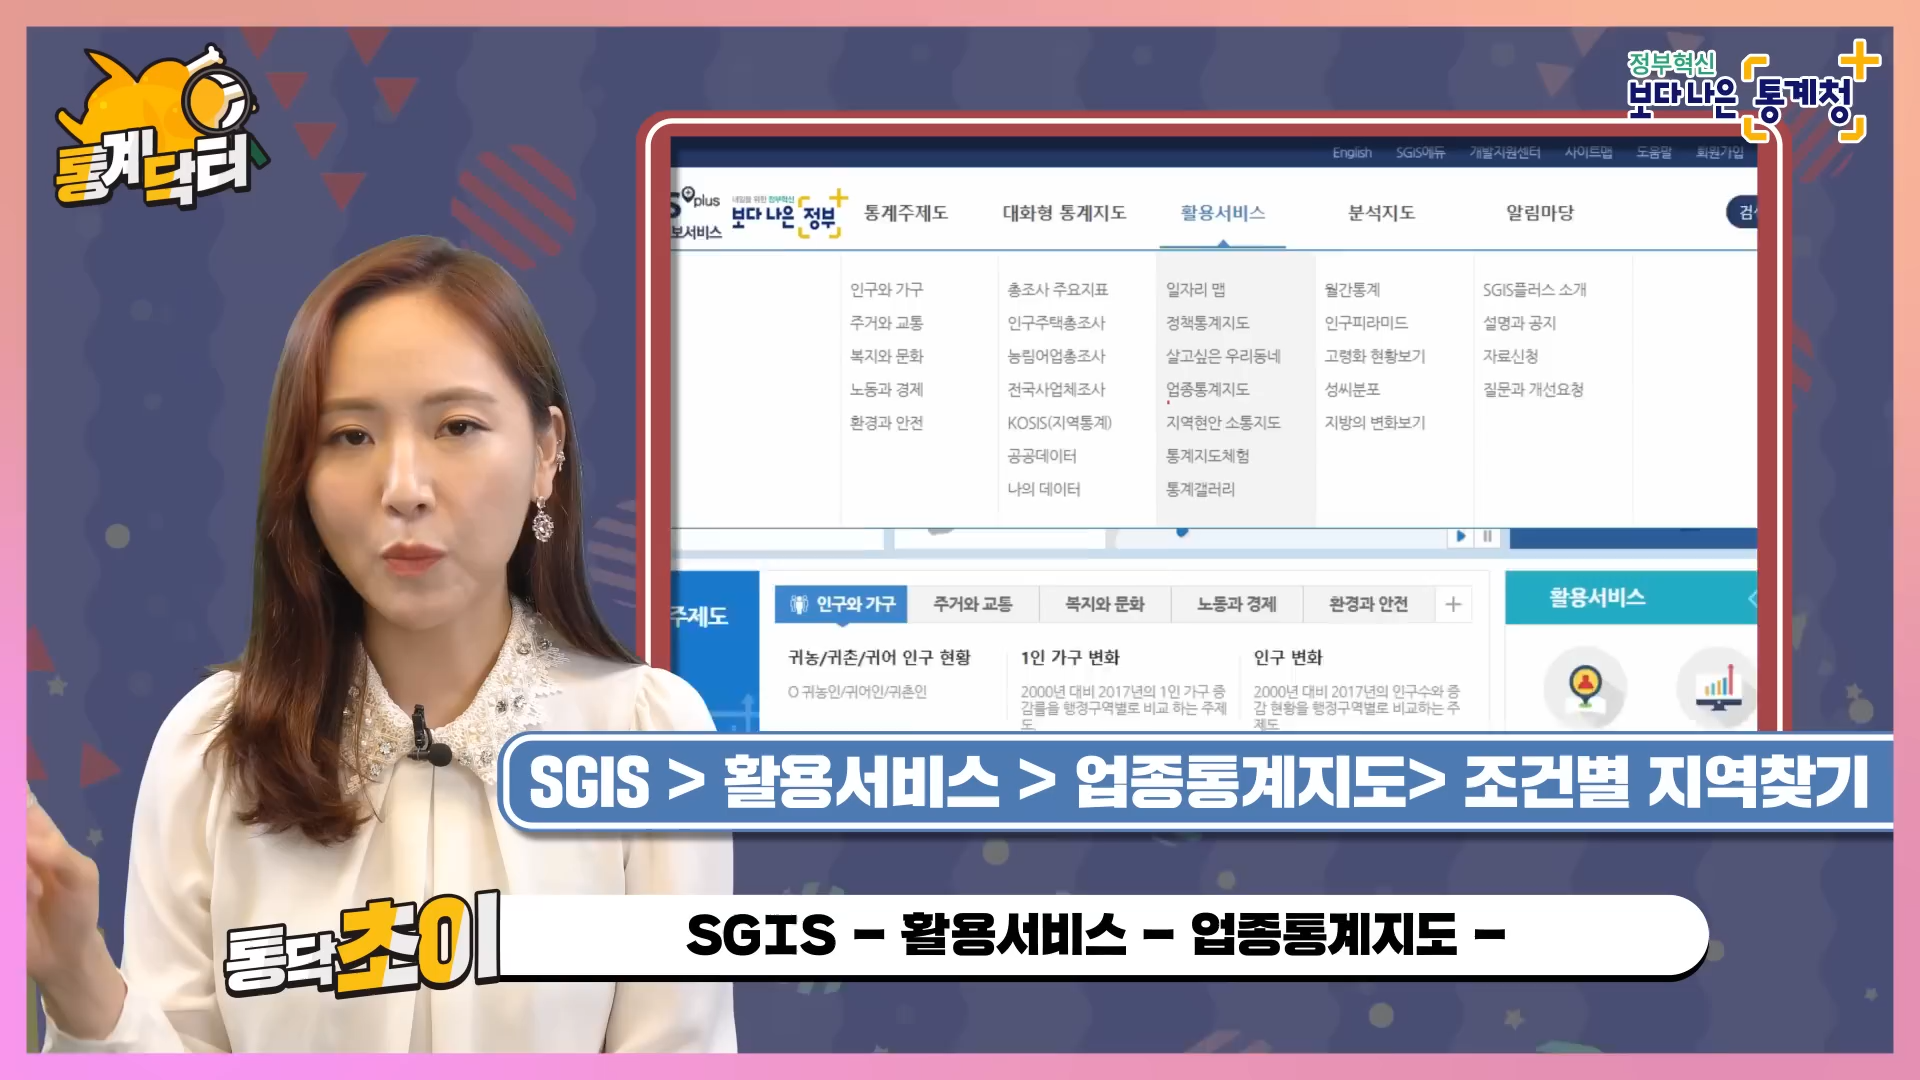 통계닥터
정부혁신
보다 나은 통계청
English SGIS에듀 개발지원센터 사이트맵 도움말 회원가입
S plus
보서비스
내일을 위한 정부혁신
보다 나은 정부
통계주제도 대화형 통계지도 활용서비스 분석지도 알림마당
인구와 가구
주거와 교통
복지와 문화
노동과 경제
환경과 안전
총조사 주요지표
인구주택총조사
농림어업총조사
전국사업체조사
KOSIS(지역통계)
공공데이터
나의 데이터
일자리 맵
정책통계지도
살고싶은 우리동네
업종통계지도
지역현안 소통지도
통계지도체험
통계갤러리
월간통계
인구피라미드
고령화 현황보기
성씨분포
지방의 변화보기
SGIS플러스 소개
설명과 공지
자료신청
질문과 개선요청
주제도
인구와 가구 주거와 교통 복지와 문화 노동과 경제 환경과 안전 +
귀농/귀촌/귀어 인구 현황
O 귀농인/귀어인/귀촌인
1인 가구 변화
2000년 대비 2017년의 1인 가구 증
감률을 행정구역별로 비교 하는 주제
도
인구 변화
2000년 대비 2017년의 인구수와 증
감 현황을 행정구역별로 비교하는 주
제도
활용서비스
SGIS > 활용서비스 > 업종통계지도> 조건별 지역찾기
통닥초이
SGIS – 활용서비스 – 업종통계지도 –